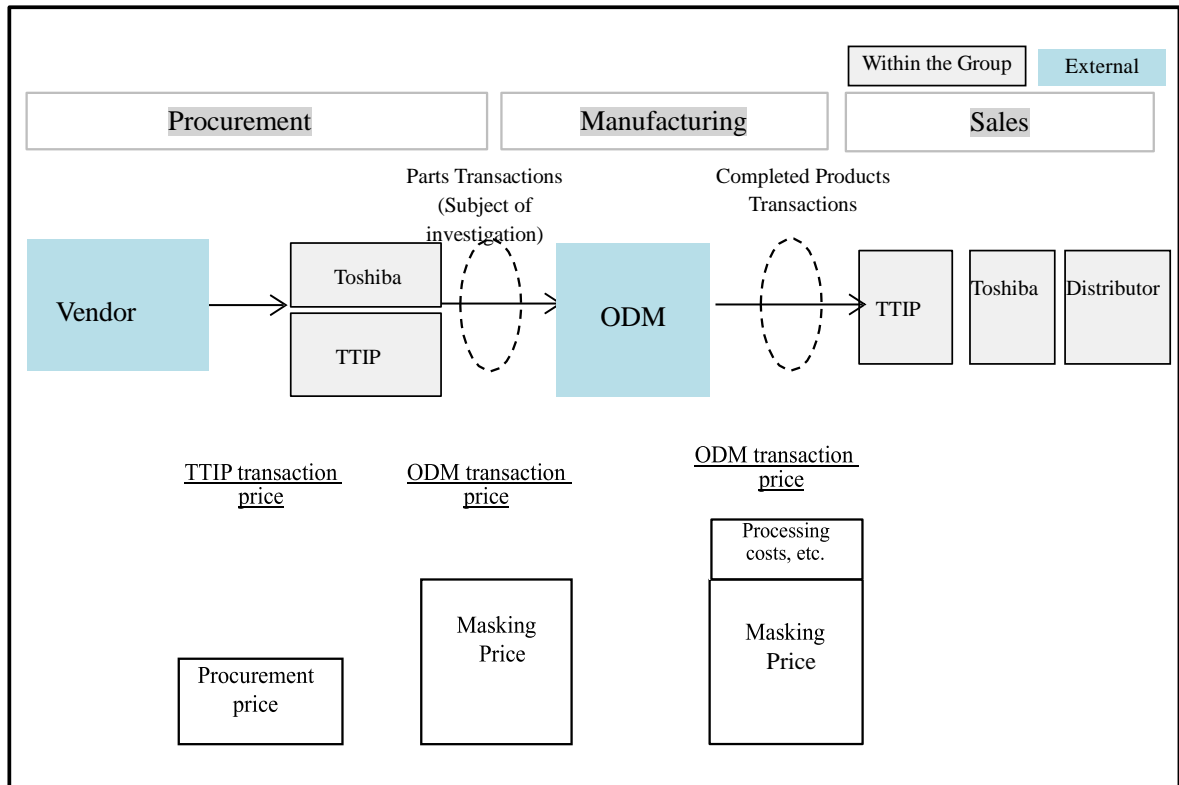 Within the Group
External
Procurement
Manufacturing
Sales
Parts Transactions
(Subject of
investigation)
Completed Products
Transactions
Vendor
Toshiba
TTIP
ODM
TTIP
Toshiba
Distributor
TTIP transaction
price
ODM transaction
price
ODM transaction
price
Processing
costs, etc.
Masking
Price
Masking
Price
Procurement
price